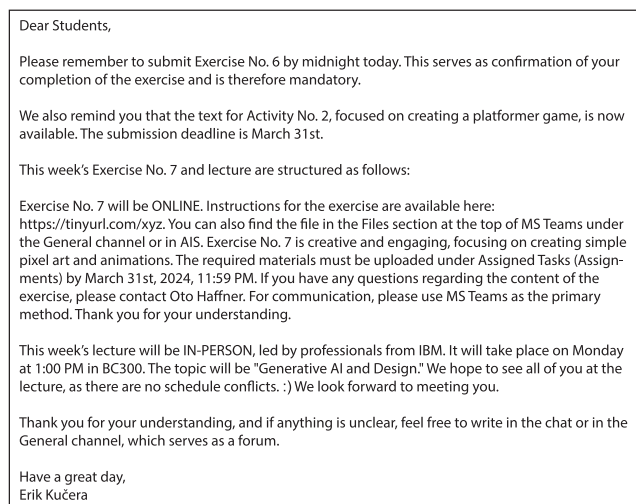 Dear Students,
Please remember to submit Exercise No. 6 by midnight today. This serves as confirmation of your
completion of the exercise and is therefore mandatory.
We also remind you that the text for Activity No. 2, focused on creating a platformer game, is now
available. The submission deadline is March 31st.
This week's Exercise No. 7 and lecture are structured as follows:
Exercise No. 7 will be ONLINE. Instructions for the exercise are available here:
https://tinyurl.com/xyz. You can also find the file in the Files section at the top of MS Teams under
the General channel or in AIS. Exercise No. 7 is creative and engaging, focusing on creating simple
pixel art and animations. The required materials must be uploaded under Assigned Tasks (Assign-
ments) by March 31st, 2024, 11:59 PM. If you have any questions regarding the content of the
exercise, please contact Oto Haffner. For communication, please use MS Teams as the primary
method. Thank you for your understanding.
This week's lecture will be IN-PERSON, led by professionals from IBM. It will take place on Monday
at 1:00 PM in BC300. The topic will be "Generative AI and Design." We hope to see all of you at the
lecture, as there are no schedule conflicts. :) We look forward to meeting you.
Thank you for your understanding, and if anything is unclear, feel free to write in the chat or in the
General channel, which serves as a forum.
Have a great day,
Erik Kučera